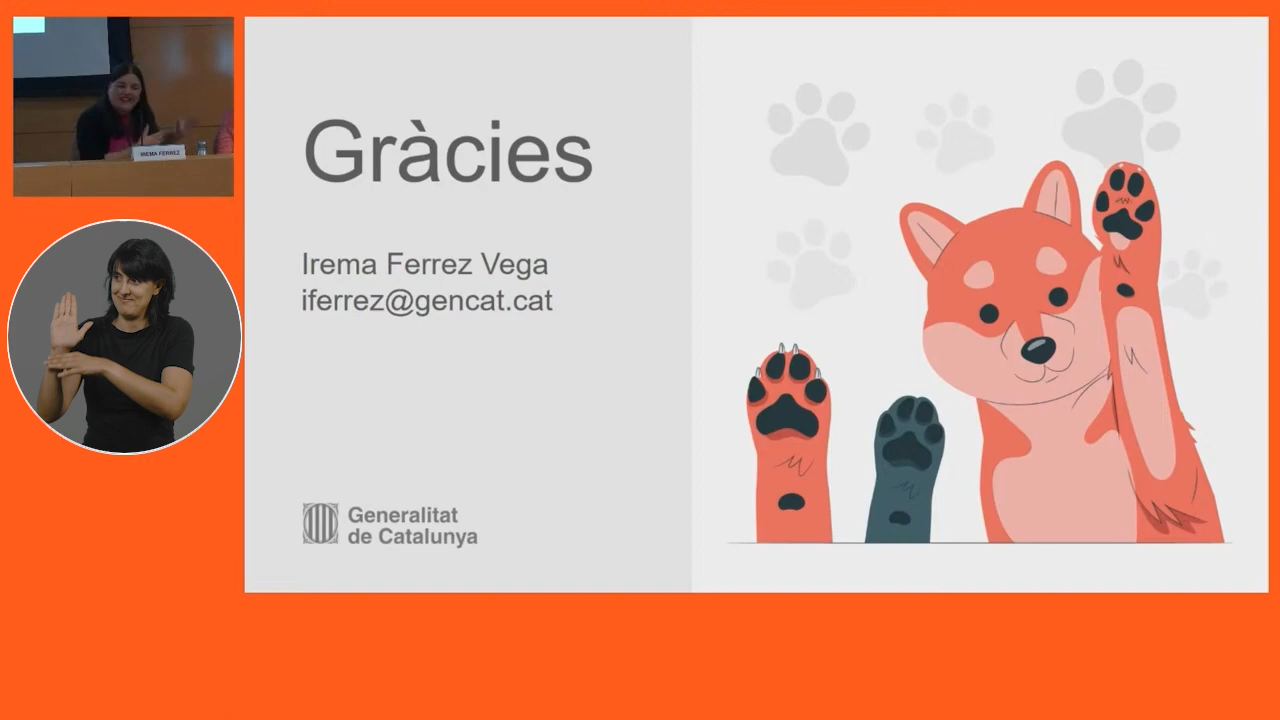 IREMA FERREZ
Gràcies
Irema Ferrez Vega
iferrez@gencat.cat
Generalitat
de Catalunya